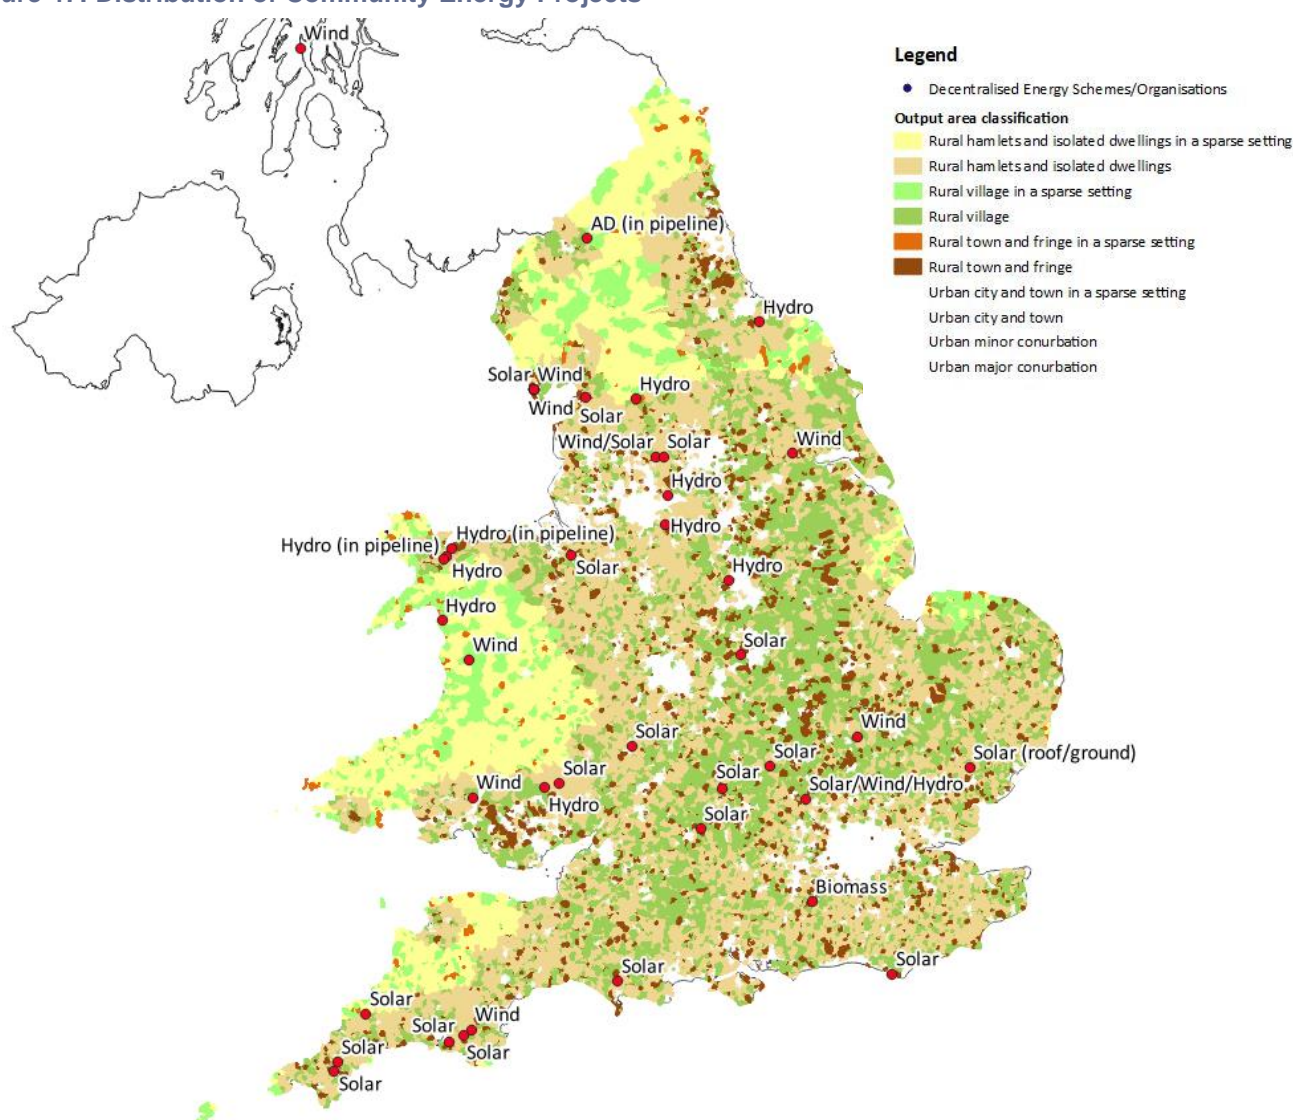 Distribution of Community Energy Projects
Wind
Legend
Decentralised Energy Schemes/Organisations
Output area classification
Rural hamlets and isolated dwellings in a sparse setting
Rural hamlets and isolated dwellings
Rural village in a sparse setting
Rural village
Rural town and fringe in a sparse setting
Rural town and fringe
Urban city and town in a sparse setting
Urban city and town
Urban minor conurbation
Urban major conurbation
AD (in pipeline)
Hydro
Solar Wind
Hydro
Wind
Solar
Wind/Solar
Solar
Wind
Hydro
Hydro
Hydro (in pipeline)
Hydro (in pipeline)
Hydro
Solar
Hydro
Hydro
Solar
Wind
Wind
Solar
Solar
Solar (roof/ground)
Solar
Solar
Wind
Solar/Wind/Hydro
Hydro
Solar
Biomass
Solar
Solar
Solar
Wind
Solar
Solar
Solar
Solar